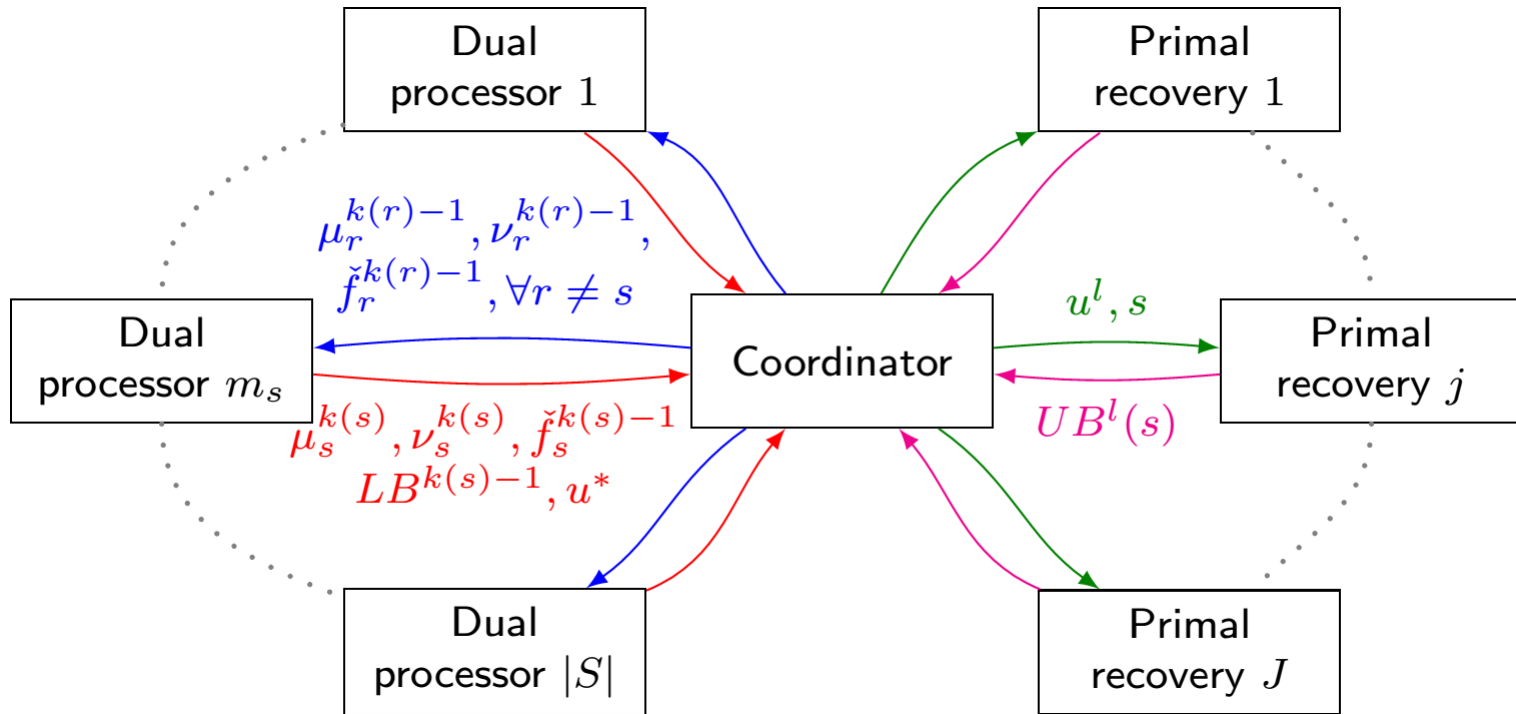 Dual
processor 1
Primal
recovery 1
μ_r^{k(r)−1}, ν_r^{k(r)−1},
f̌_r^{k(r)−1}, ∀r ≠ s
Dual
processor m_s
Coordinator
u^l, s
Primal
recovery j
μ_s^{k(s)}, ν_s^{k(s)}, f̌_s^{k(s)−1}
LB^{k(s)−1}, u^*
UB^l(s)
Dual
processor |S|
Primal
recovery J